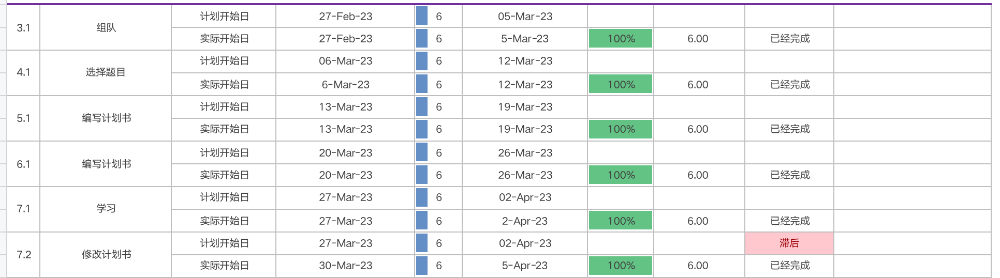 3.1 组队 计划开始日 27-Feb-23 6 05-Mar-23
实际开始日 27-Feb-23 6 5-Mar-23 100% 6.00 已经完成
4.1 选择题目 计划开始日 06-Mar-23 6 12-Mar-23
实际开始日 6-Mar-23 6 12-Mar-23 100% 6.00 已经完成
5.1 编写计划书 计划开始日 13-Mar-23 6 19-Mar-23
实际开始日 13-Mar-23 6 19-Mar-23 100% 6.00 已经完成
6.1 编写计划书 计划开始日 20-Mar-23 6 26-Mar-23
实际开始日 20-Mar-23 6 26-Mar-23 100% 6.00 已经完成
7.1 学习 计划开始日 27-Mar-23 6 02-Apr-23
实际开始日 27-Mar-23 6 2-Apr-23 100% 6.00 已经完成
7.2 修改计划书 计划开始日 27-Mar-23 6 02-Apr-23 滞后
实际开始日 30-Mar-23 6 5-Apr-23 100% 6.00 已经完成